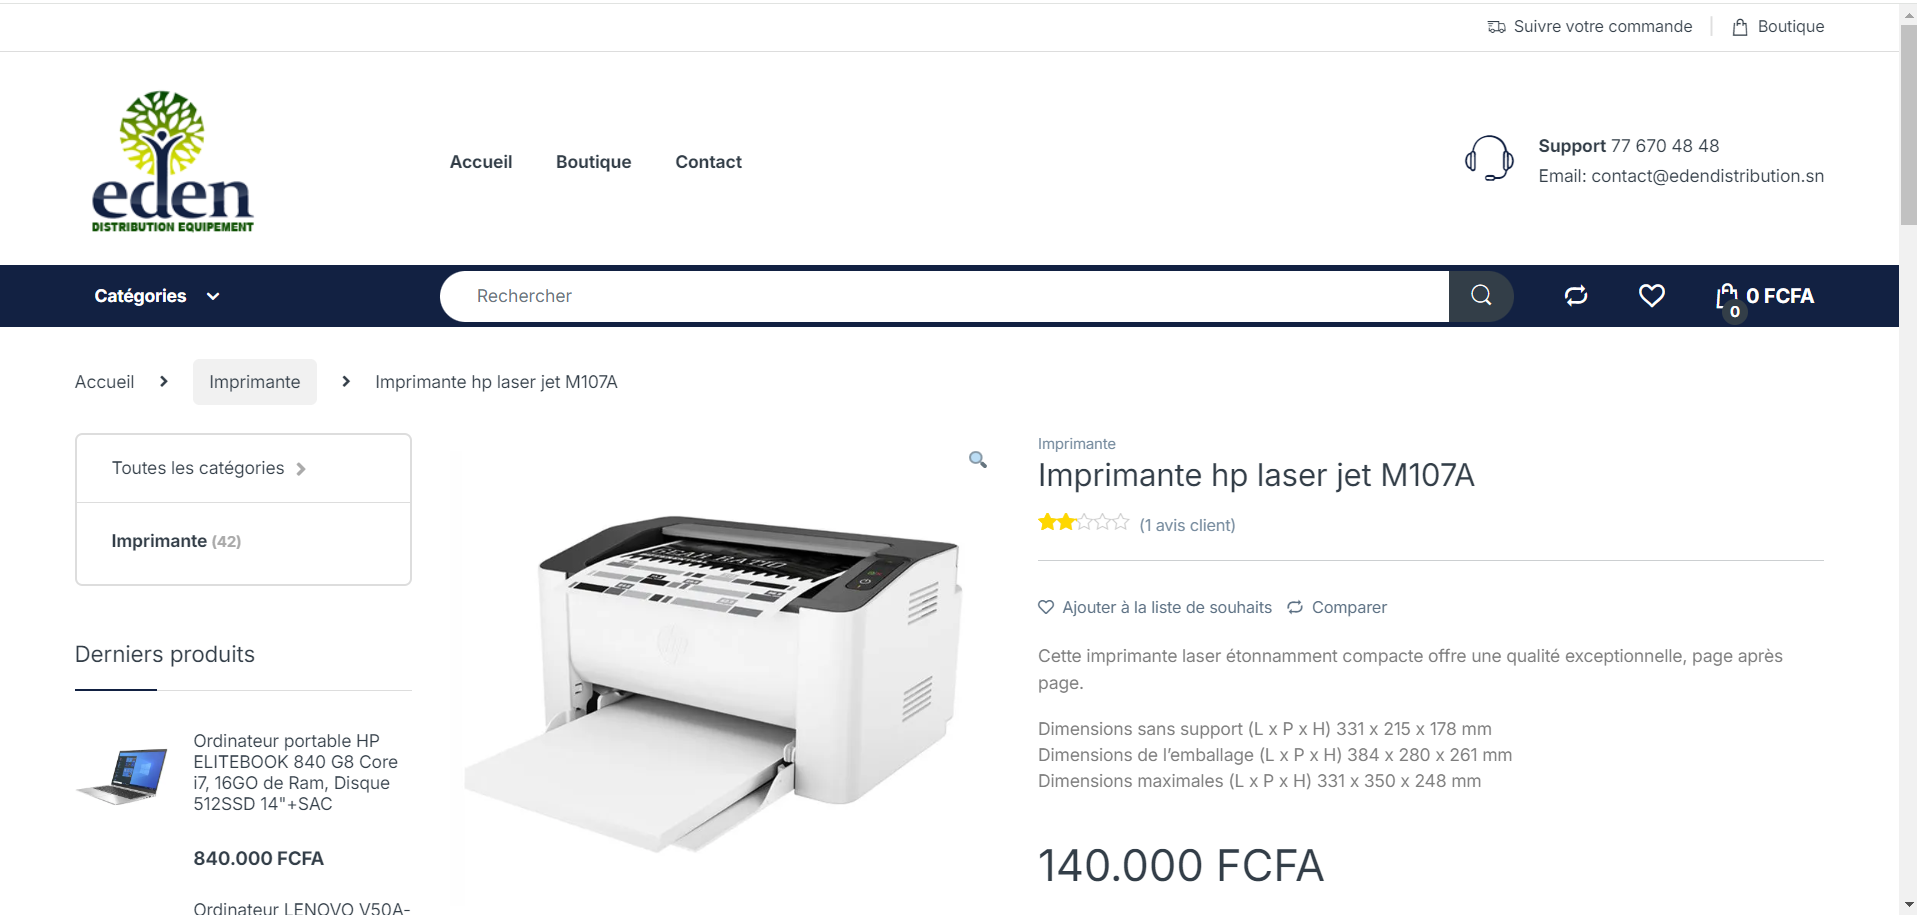 Suivre votre commande
Boutique
eden
DISTRIBUTION EQUIPEMENT
Accueil
Boutique
Contact
Support 77 670 48 48
Email: contact@edendistribution.sn
Catégories
Rechercher
0
0 FCFA
Accueil
Imprimante
Imprimante hp laser jet M107A
Toutes les catégories
Imprimante (42)
Derniers produits
Ordinateur portable HP
ELITEBOOK 840 G8 Core
i7, 16GO de Ram, Disque
512SSD 14"+SAC
840.000 FCFA
Ordinateur LENOVO V50A-
GEAR RATIO
hp
Imprimante
Imprimante hp laser jet M107A
(1 avis client)
Ajouter à la liste de souhaits
Comparer
Cette imprimante laser étonnamment compacte offre une qualité exceptionnelle, page après
page.
Dimensions sans support (L x P x H) 331 x 215 x 178 mm
Dimensions de l’emballage (L x P x H) 384 x 280 x 261 mm
Dimensions maximales (L x P x H) 331 x 350 x 248 mm
140.000 FCFA